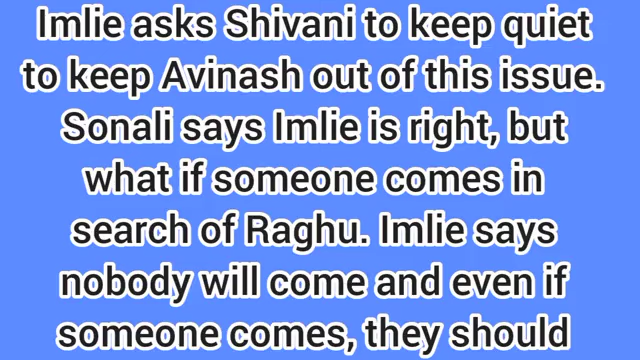 Imlie asks Shivani to keep quiet
to keep Avinash out of this issue.
Sonali says Imlie is right, but
what if someone comes in
search of Raghu. Imlie says
nobody will come and even if
someone comes, they should